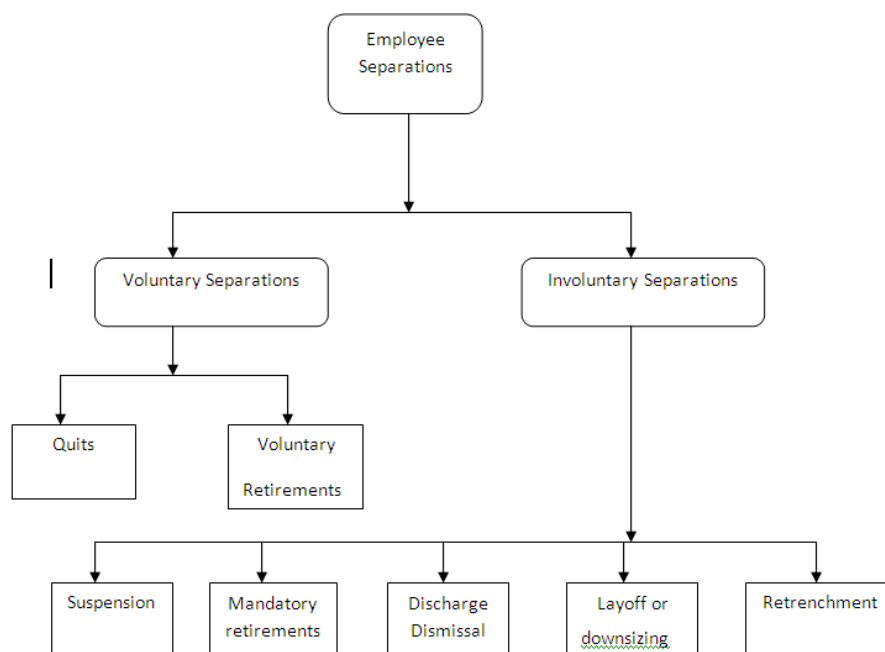 Employee
Separations
Voluntary Separations
Involuntary Separations
Quits
Voluntary
Retirements
Suspension
Mandatory
retirements
Discharge
Dismissal
Layoff or
downsizing
Retrenchment